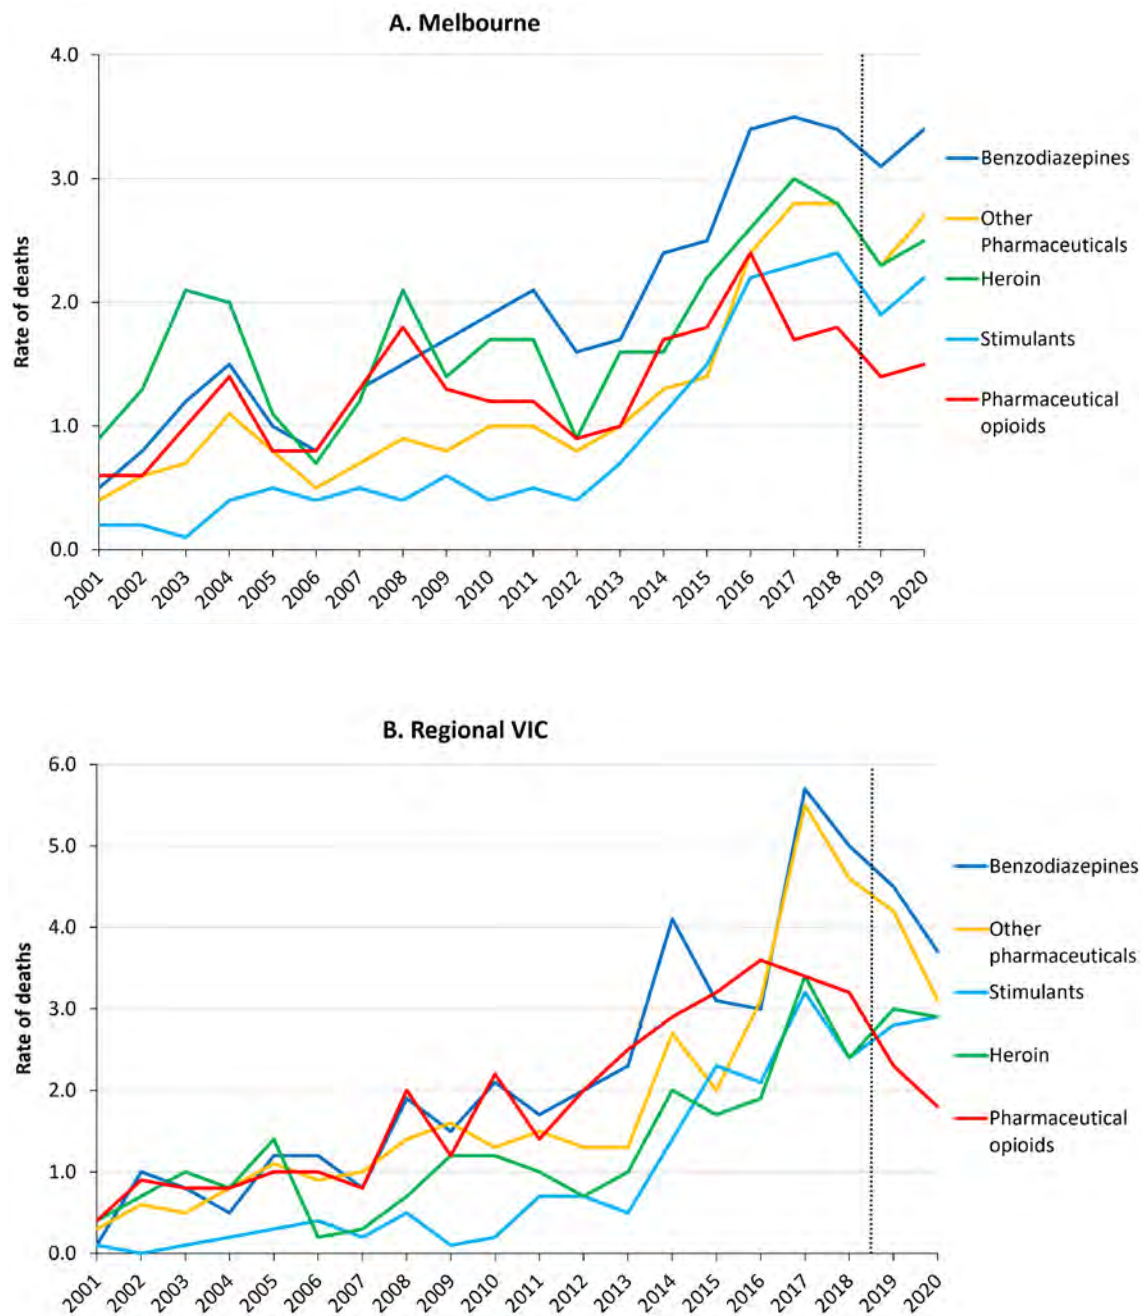 A. Melbourne
4.0
3.0
2.0
1.0
0.0
Rate of deaths
2001
2002
2003
2004
2005
2006
2007
2008
2009
2010
2011
2012
2013
2014
2015
2016
2017
2018
2019
2020
Benzodiazepines
Other
Pharmaceuticals
Heroin
Stimulants
Pharmaceutical
opioids
B. Regional VIC
6.0
5.0
4.0
3.0
2.0
1.0
0.0
Rate of deaths
2001
2002
2003
2004
2005
2006
2007
2008
2009
2010
2011
2012
2013
2014
2015
2016
2017
2018
2019
2020
Benzodiazepines
Other
pharmaceuticals
Stimulants
Heroin
Pharmaceutical
opioids